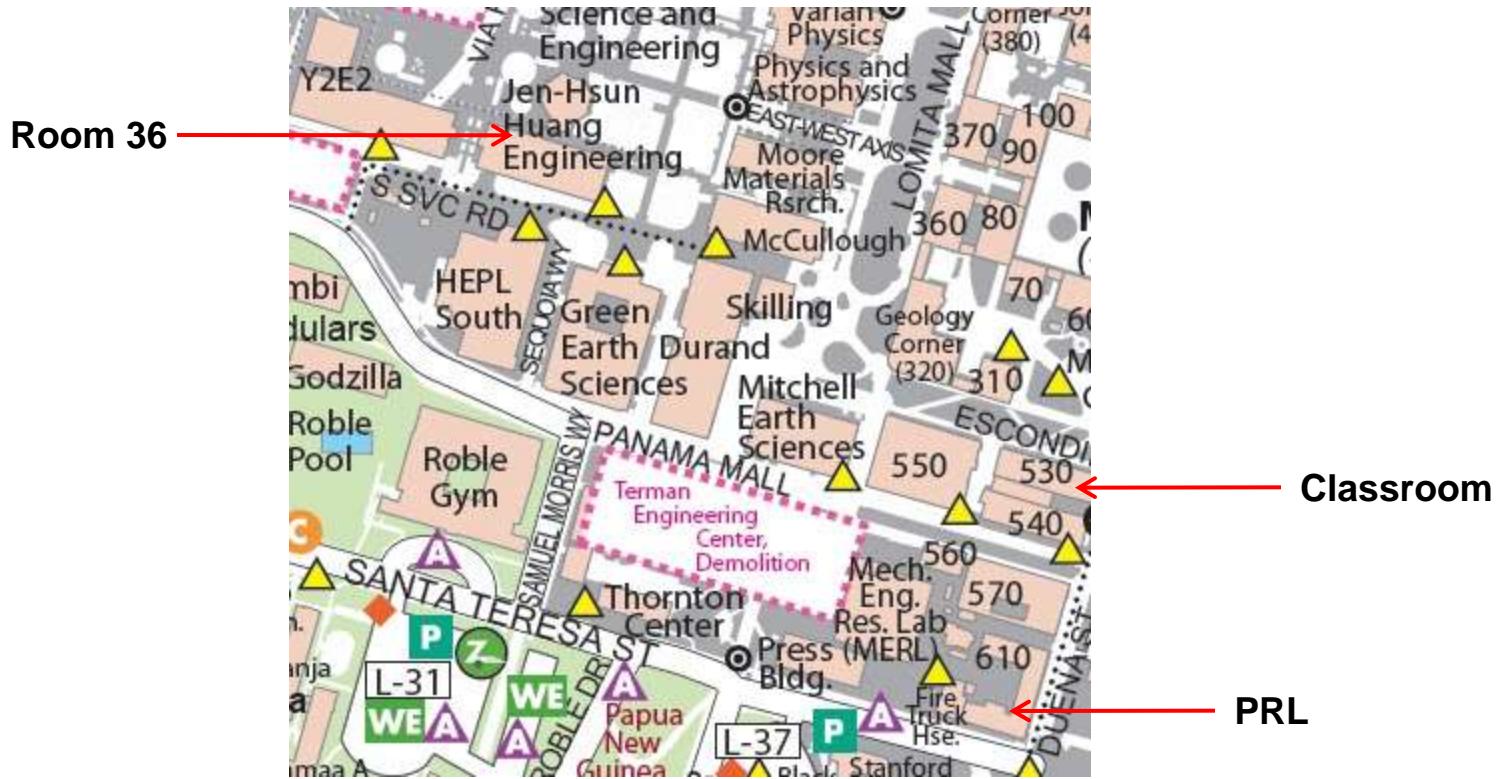 Science and
Engineering
Varian
Physics
Corner
(380)
Y2E2
Physics and
Astrophysics
LOMITA MALL
Jen-Hsun
Huang
Engineering
Room 36
EAST-WEST AXIS
370
100
90
Moore
Materials
Rsrch.
S SVC RD
McCullough
360
80
HEPL
South
SEQUOIA WY
Green
Earth
Sciences
Durand
Skilling
70
Geology
Corner
(320)
310
Godzilla
Mitchell
Earth
Sciences
Roble
Pool
Roble
Gym
SAMUEL MORRIS WY
PANAMA MALL
550
530
540
Classroom
Terman
Engineering
Center,
Demolition
C
A
SANTA TERESA ST
560
570
Mech.
Eng.
Res. Lab
(MERL)
Thornton
Center
Press
Bldg.
610
P
Z
L-31
WE
A
WE
A
A
ROBLE DR
Papua
New
Guinea
L-37
P
A
Fire
Truck
Hse.
PRL
DUENA ST
Stanford